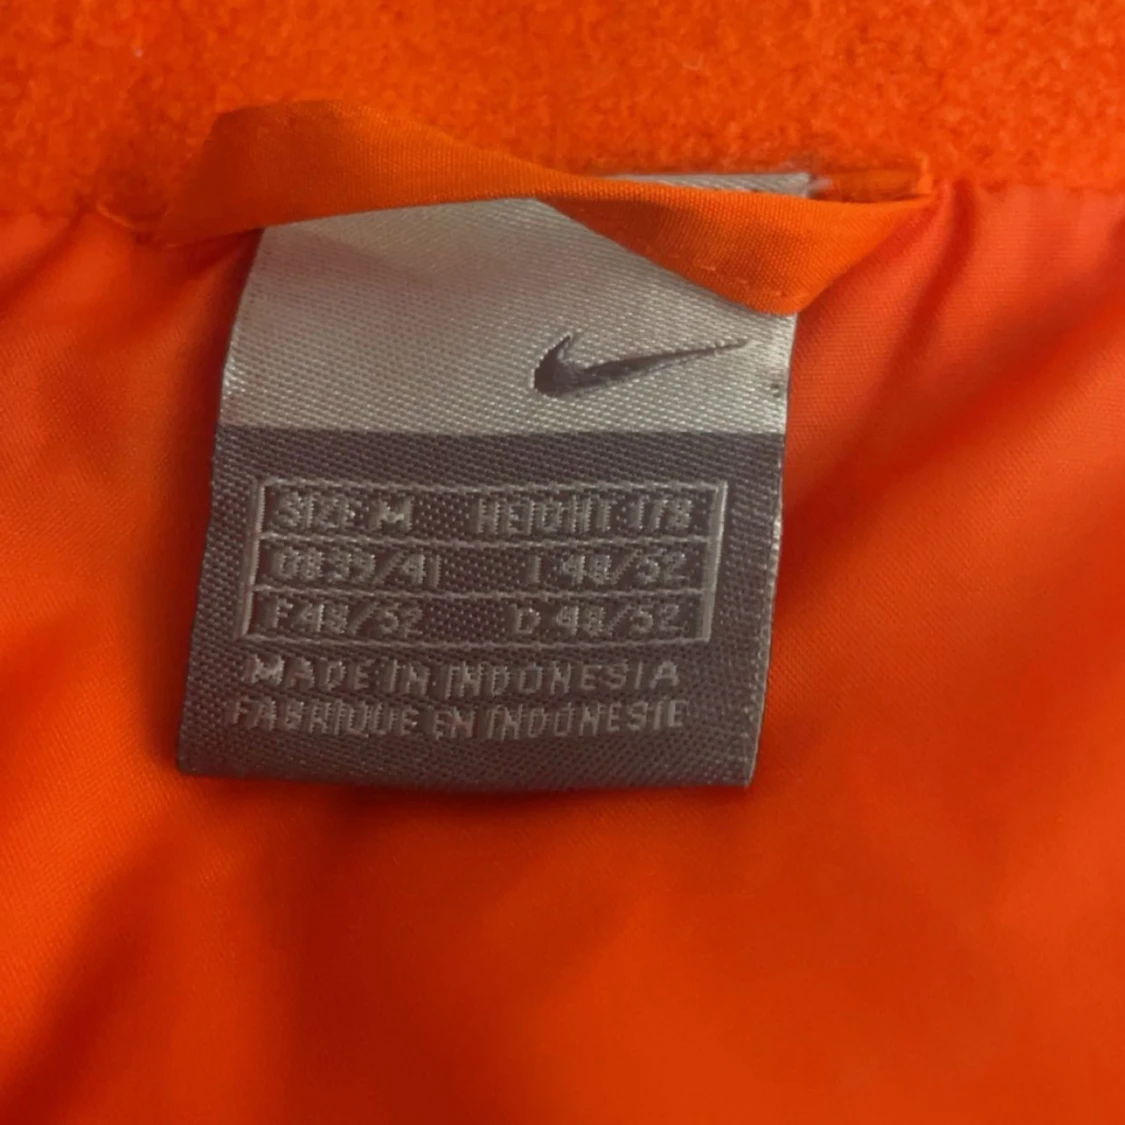 SIZE M HEIGHT 178
GB 39/41 I 48/52
F 48/52 D 48/52
MADE IN INDONESIA
FABRIQUE EN INDONESIE